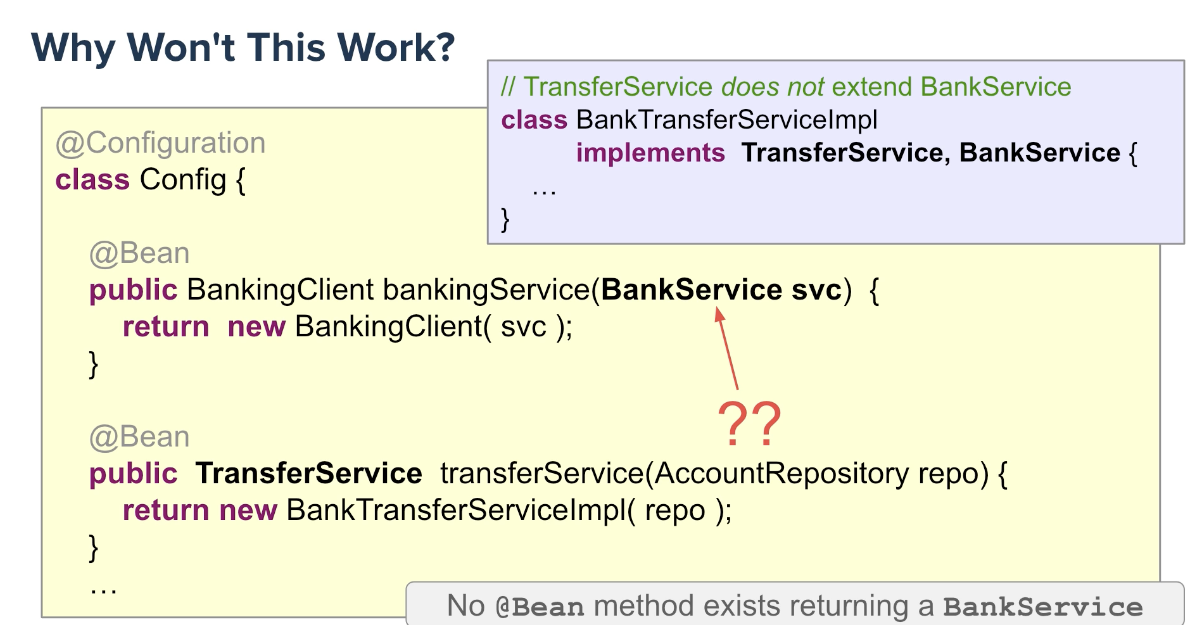 Why Won't This Work?
// TransferService does not extend BankService
class BankTransferServiceImpl
implements TransferService, BankService {
…
}
@Configuration
class Config {
@Bean
public BankingClient bankingService(BankService svc) {
return new BankingClient( svc );
}
??
@Bean
public TransferService transferService(AccountRepository repo) {
return new BankTransferServiceImpl( repo );
}
…
No @Bean method exists returning a BankService